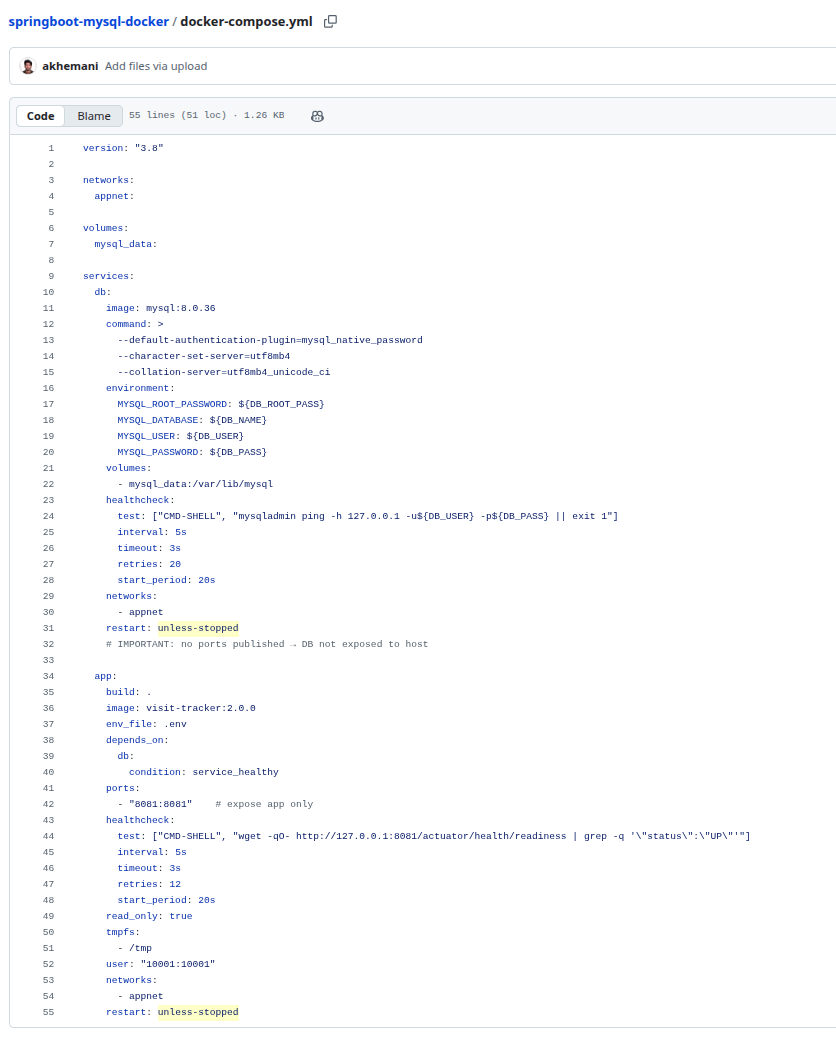 springboot-mysql-docker / docker-compose.yml
akhemani Add files via upload
Code Blame 55 lines (51 loc) · 1.26 KB
1 version: "3.8"
2
3 networks:
4   appnet:
5
6 volumes:
7   mysql_data:
8
9 services:
10   db:
11     image: mysql:8.0.36
12     command: >
13       --default-authentication-plugin=mysql_native_password
14       --character-set-server=utf8mb4
15       --collation-server=utf8mb4_unicode_ci
16     environment:
17       MYSQL_ROOT_PASSWORD: ${DB_ROOT_PASS}
18       MYSQL_DATABASE: ${DB_NAME}
19       MYSQL_USER: ${DB_USER}
20       MYSQL_PASSWORD: ${DB_PASS}
21     volumes:
22       - mysql_data:/var/lib/mysql
23     healthcheck:
24       test: ["CMD-SHELL", "mysqladmin ping -h 127.0.0.1 -u${DB_USER} -p${DB_PASS} || exit 1"]
25       interval: 5s
26       timeout: 3s
27       retries: 20
28       start_period: 20s
29     networks:
30       - appnet
31     restart: unless-stopped
32     # IMPORTANT: no ports published → DB not exposed to host
33
34   app:
35     build: .
36     image: visit-tracker:2.0.0
37     env_file: .env
38     depends_on:
39       db:
40         condition: service_healthy
41     ports:
42       - "8081:8081"    # expose app only
43     healthcheck:
44       test: ["CMD-SHELL", "wget -qO- http://127.0.0.1:8081/actuator/health/readiness | grep -q '\"status\":\"UP\"'"]
45       interval: 5s
46       timeout: 3s
47       retries: 12
48       start_period: 20s
49     read_only: true
50     tmpfs:
51       - /tmp
52     user: "10001:10001"
53     networks:
54       - appnet
55     restart: unless-stopped